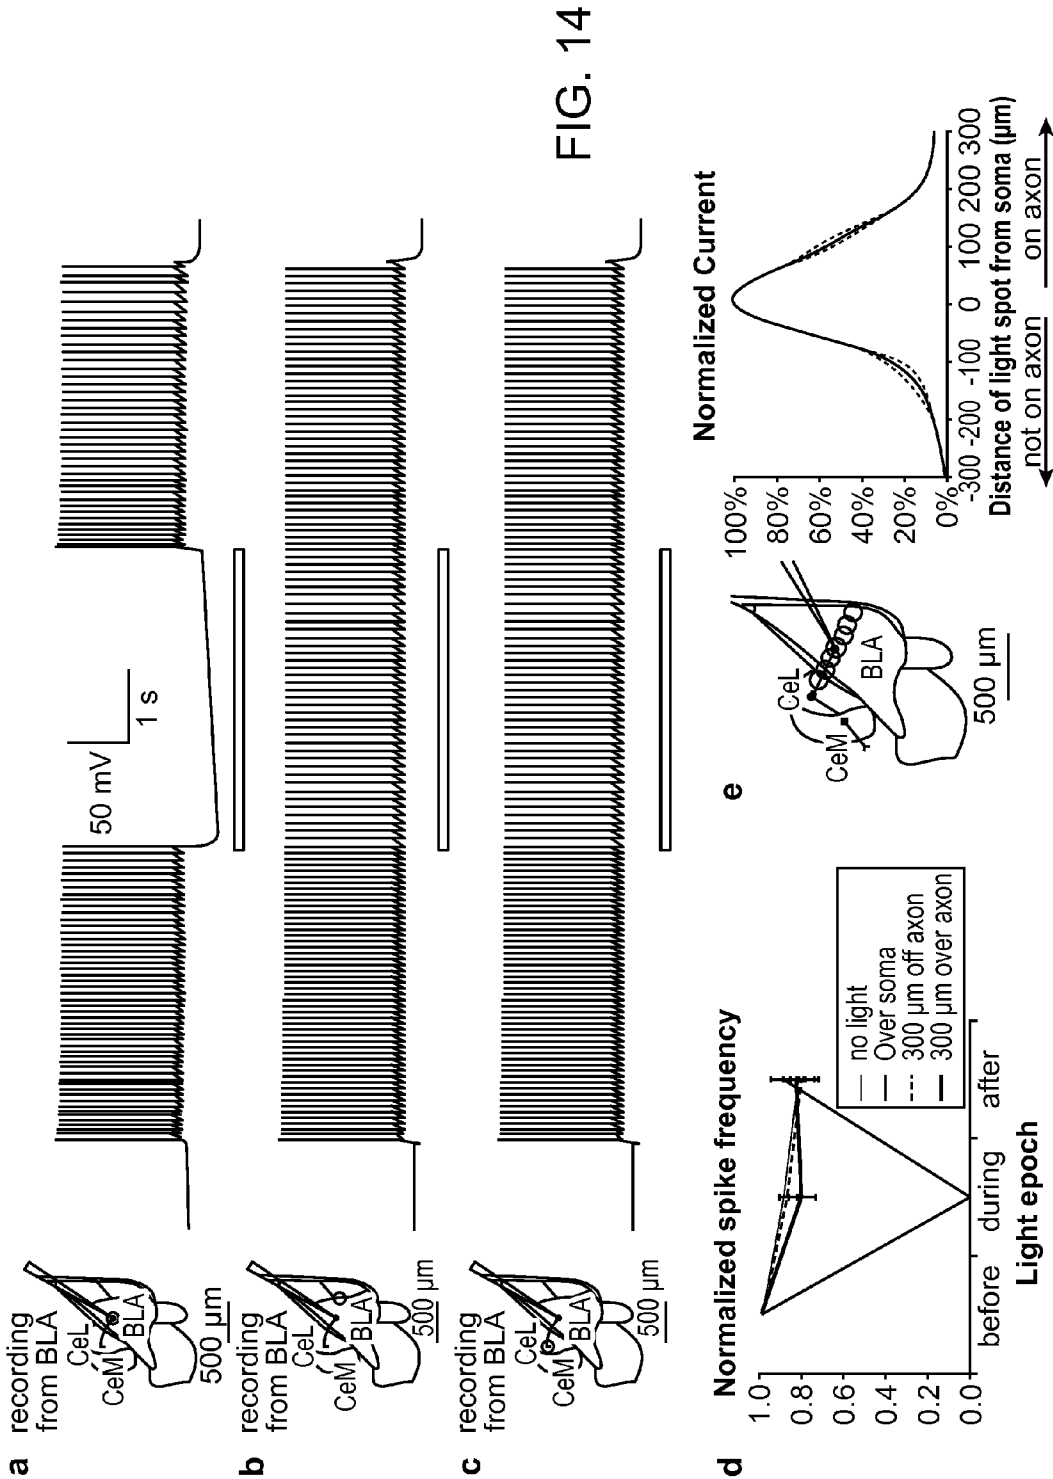 a
recording
from BLA
CeL
CeM
BLA
500 µm
50 mV
1 s
b
recording
from BLA
CeL
CeM
BLA
500 µm
c
recording
from BLA
CeL
CeM
BLA
500 µm
d
Normalized spike frequency
1.0
0.8
0.6
0.4
0.2
0.0
no light
Over soma
300 µm off axon
300 µm over axon
before during after
Light epoch
e
CeL
CeM
BLA
500 µm
Normalized Current
100%
80%
60%
40%
20%
0%
-300 -200 -100 0 100 200 300
Distance of light spot from soma (µm)
not on axon on axon
FIG. 14